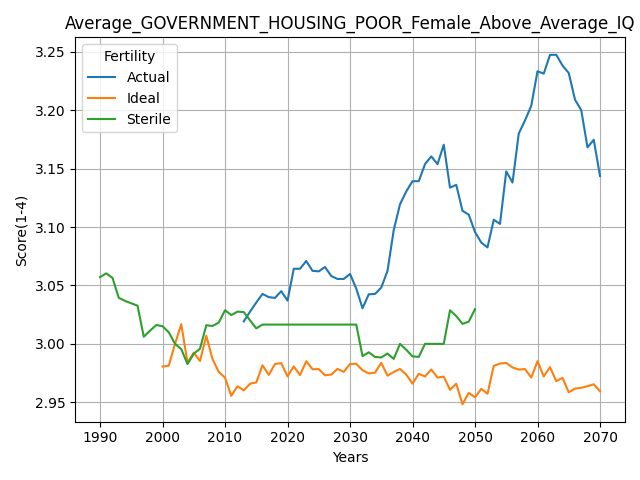 Average_GOVERNMENT_HOUSING_POOR_Female_Above_Average_IQ
Fertility
Actual
Ideal
Sterile
Score(1-4)
3.25
3.20
3.15
3.10
3.05
3.00
2.95
1990 2000 2010 2020 2030 2040 2050 2060 2070
Years